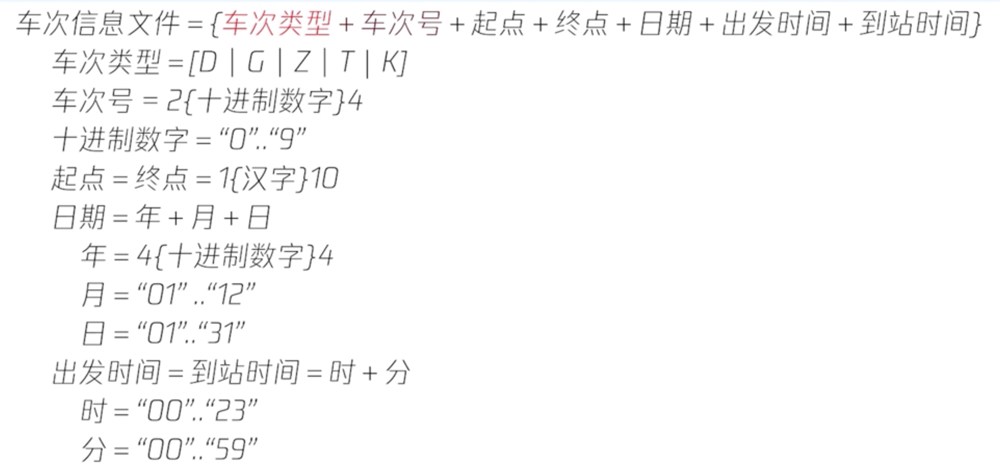 车次信息文件 = {车次类型 + 车次号 + 起点 + 终点 + 日期 + 出发时间 + 到站时间}
车次类型 =[D | G | Z | T | K]
车次号 = 2{十进制数字}4
十进制数字 = “0”..“9”
起点 = 终点 = 1{汉字}10
日期 = 年 + 月 + 日
年 = 4{十进制数字}4
月 = “01” ..“12”
日 = “01”..“31”
出发时间 = 到站时间 = 时 + 分
时 = “00”..“23”
分 = “00”..“59”